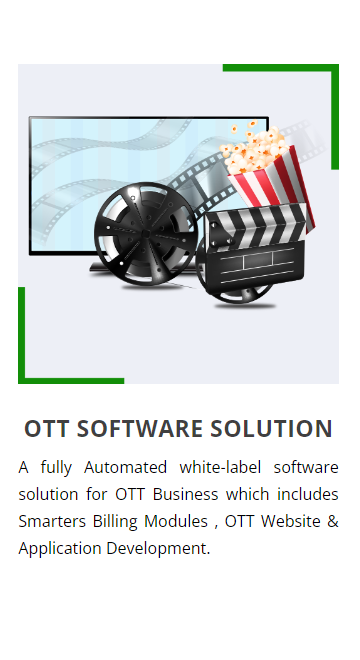 OTT SOFTWARE SOLUTION
A fully Automated white-label software
solution for OTT Business which includes
Smarters Billing Modules , OTT Website &
Application Development.